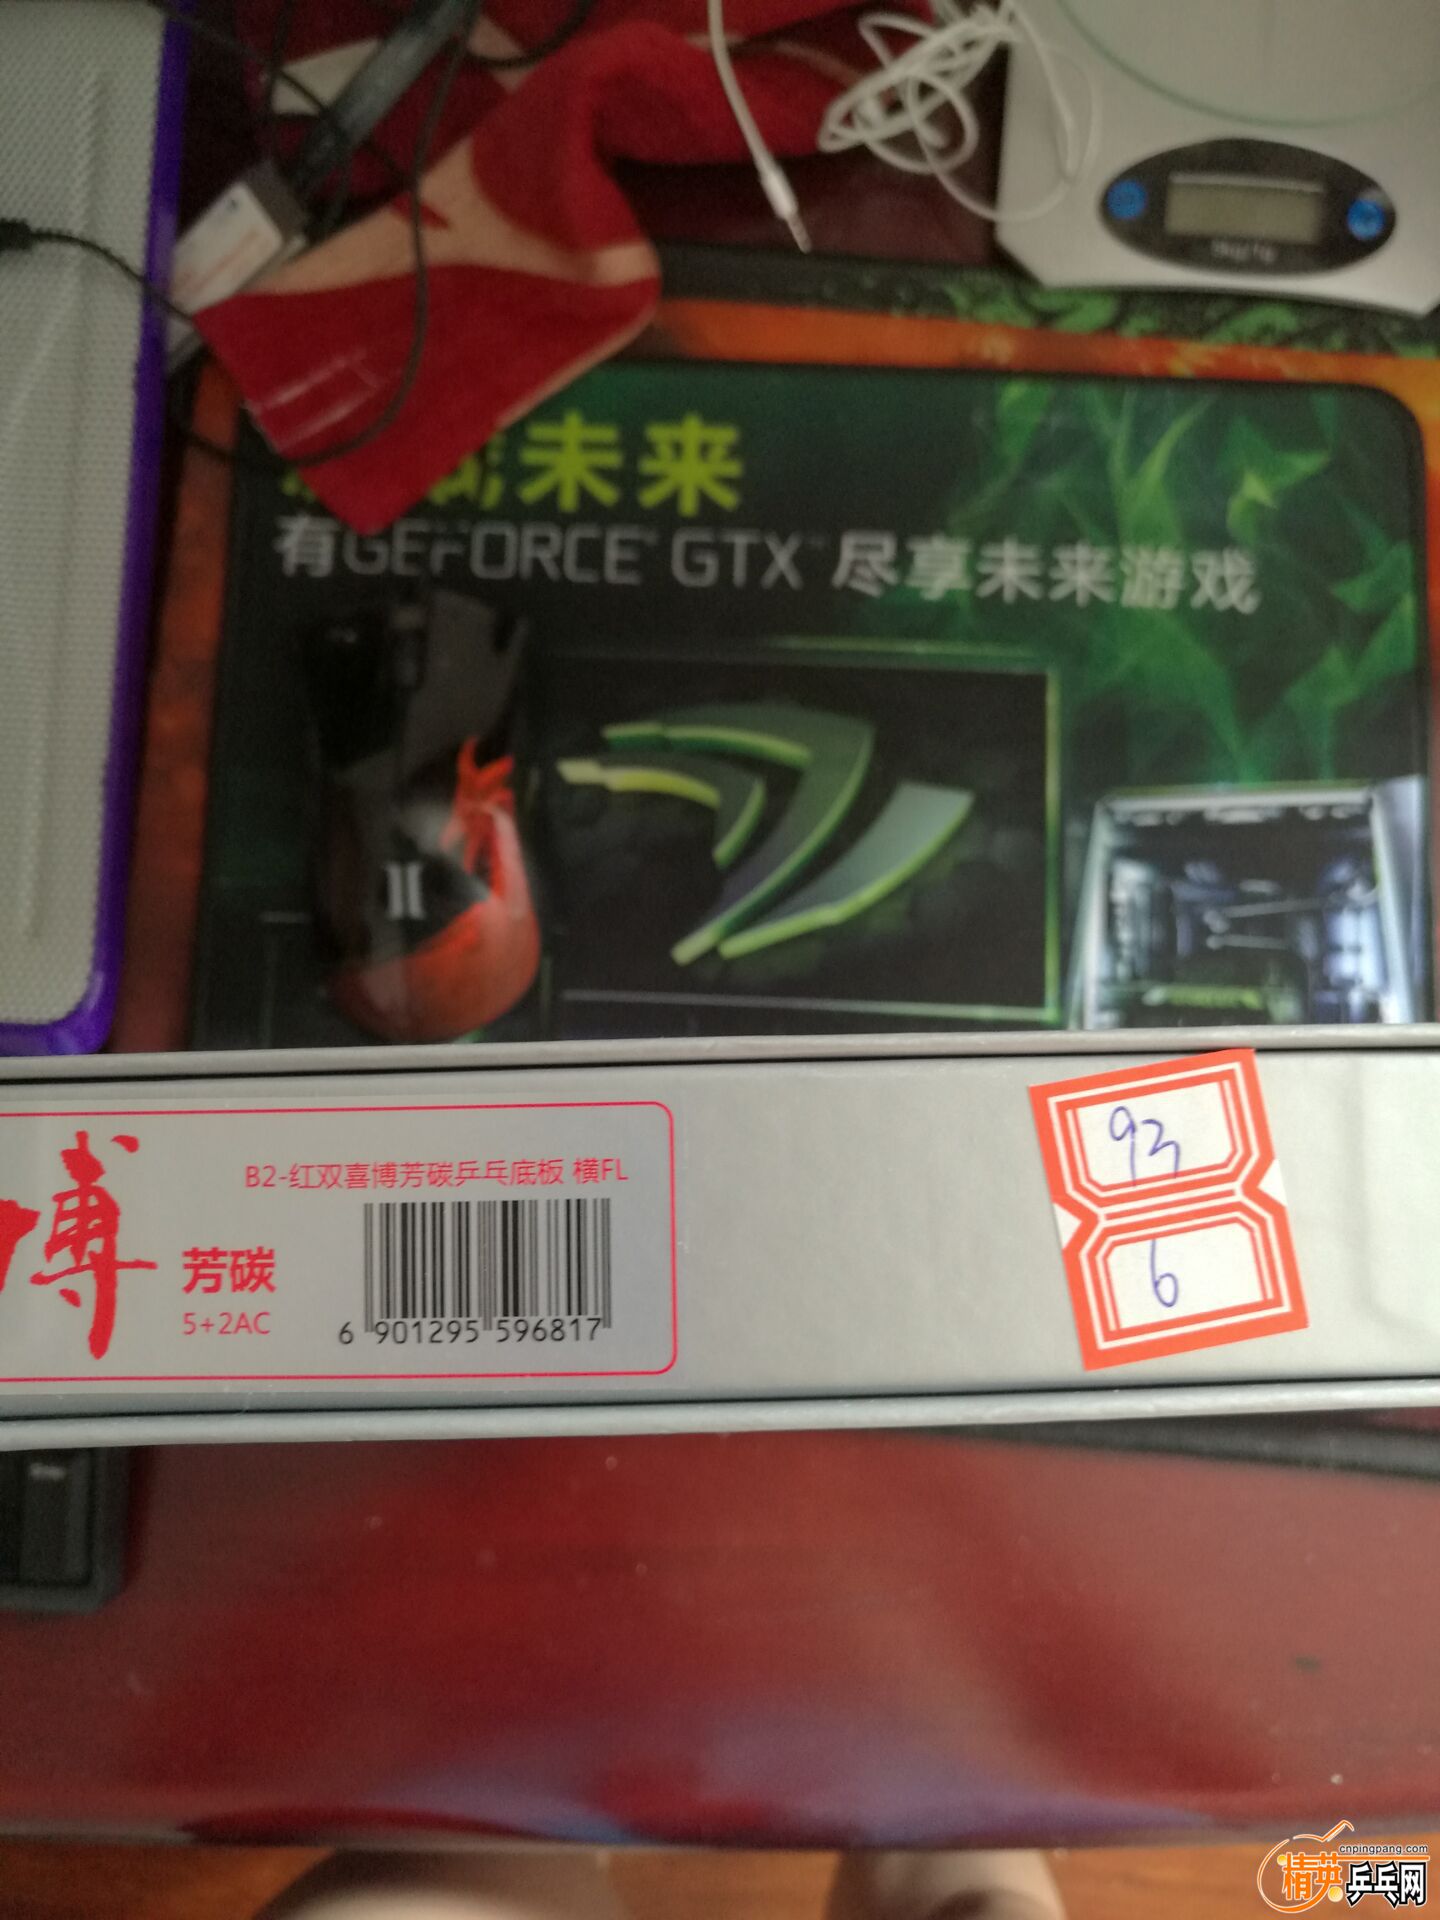 未来
有GEFORCE GTX 尽享未来游戏
博
芳碳
5+2AC
B2-红双喜博芳碳乒乓底板 横FL
6 901295 596817
93
6
cnpingpang.com
精英乒乓网